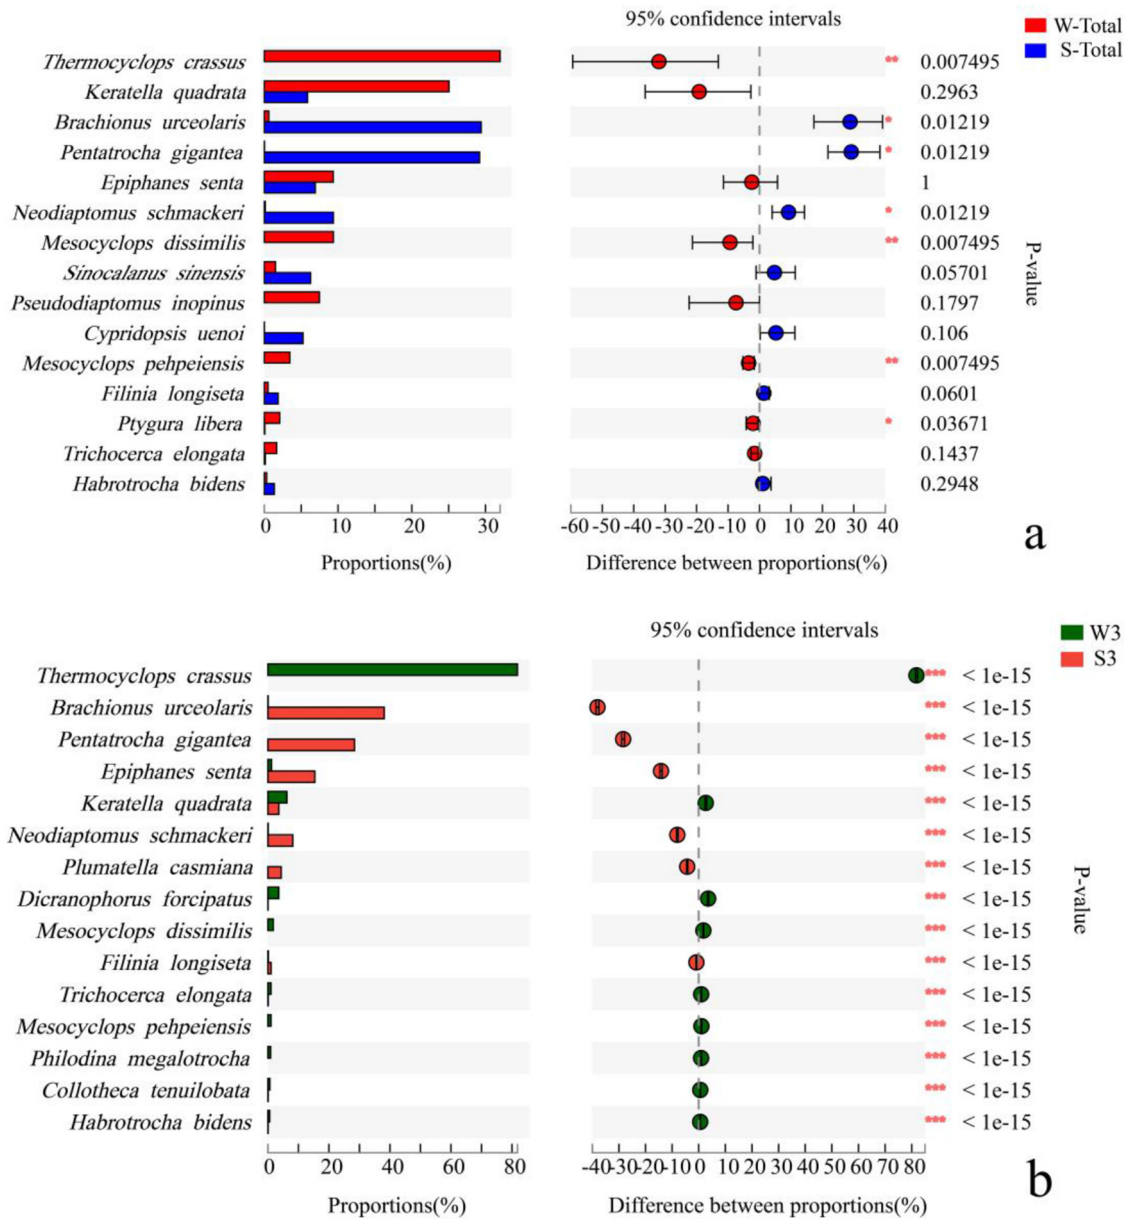 95% confidence intervals
W-Total
S-Total
Thermocyclops crassus ** 0.007495
Keratella quadrata 0.2963
Brachionus urceolaris * 0.01219
Pentatrocha gigantea * 0.01219
Epiphanes senta 1
Neodiaptomus schmackeri * 0.01219
Mesocyclops dissimilis ** 0.007495
Sinocalanus sinensis 0.05701
Pseudodiaptomus inopinus 0.1797
Cypridopsis uenoi 0.106
Mesocyclops pehpeiensis ** 0.007495
Filinia longiseta 0.0601
Ptygura libera * 0.03671
Trichocerca elongata 0.1437
Habrotrocha bidens 0.2948
P-value
0 10 20 30 -60 -50 -40 -30 -20 -10 0 10 20 30 40
Proportions(%) Difference between proportions(%)
a
95% confidence intervals
W3
S3
Thermocyclops crassus *** < 1e-15
Brachionus urceolaris *** < 1e-15
Pentatrocha gigantea *** < 1e-15
Epiphanes senta *** < 1e-15
Keratella quadrata *** < 1e-15
Neodiaptomus schmackeri *** < 1e-15
Plumatella casmiana *** < 1e-15
Dicranophorus forcipatus *** < 1e-15
Mesocyclops dissimilis *** < 1e-15
Filinia longiseta *** < 1e-15
Trichocerca elongata *** < 1e-15
Mesocyclops pehpeiensis *** < 1e-15
Philodina megalotrocha *** < 1e-15
Collotheca tenuilobata *** < 1e-15
Habrotrocha bidens *** < 1e-15
P-value
0 20 40 60 80 -40 -30 -20 -10 0 10 20 30 40 50 60 70 80
Proportions(%) Difference between proportions(%)
b